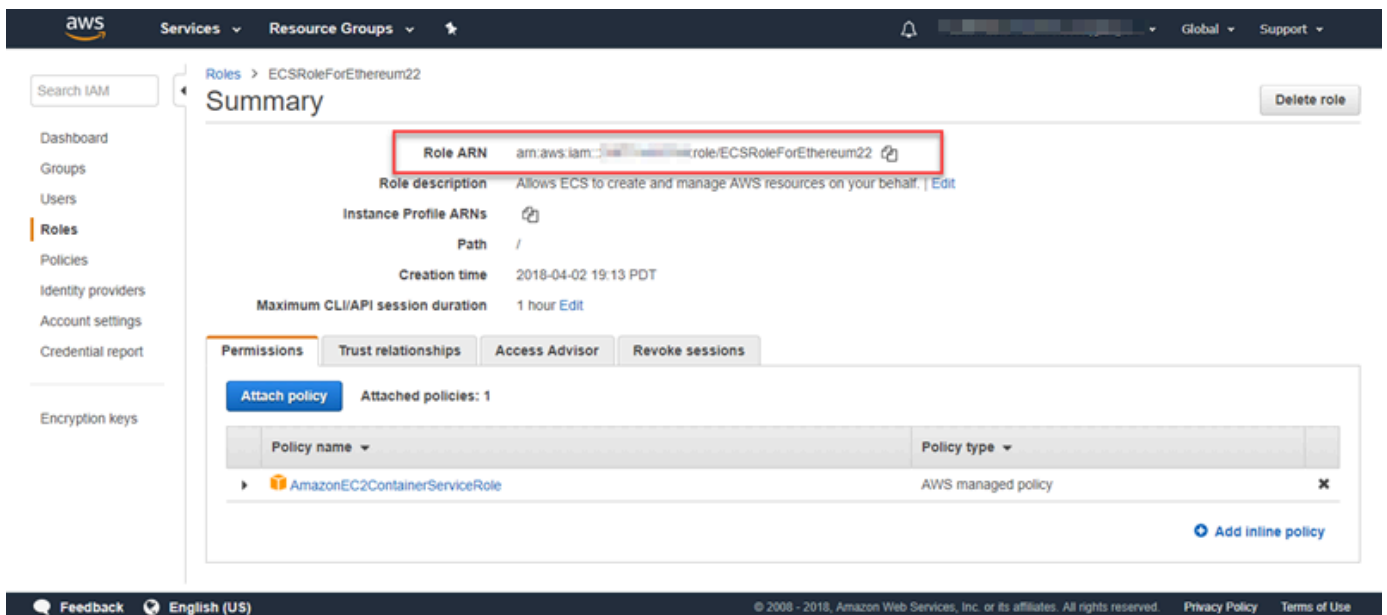 aws Services Resource Groups Global Support
Search IAM
Dashboard
Groups
Users
Roles
Policies
Identity providers
Account settings
Credential report
Encryption keys
Roles > ECSRoleForEthereum22
Summary
Delete role
Role ARN arn:aws:iam:: :role/ECSRoleForEthereum22
Role description Allows ECS to create and manage AWS resources on your behalf. | Edit
Instance Profile ARNs
Path /
Creation time 2018-04-02 19:13 PDT
Maximum CLI/API session duration 1 hour Edit
Permissions Trust relationships Access Advisor Revoke sessions
Attach policy Attached policies: 1
Policy name Policy type
AmazonEC2ContainerServiceRole AWS managed policy
Add inline policy
Feedback English (US) © 2008 - 2018, Amazon Web Services, Inc. or its affiliates. All rights reserved. Privacy Policy Terms of Use